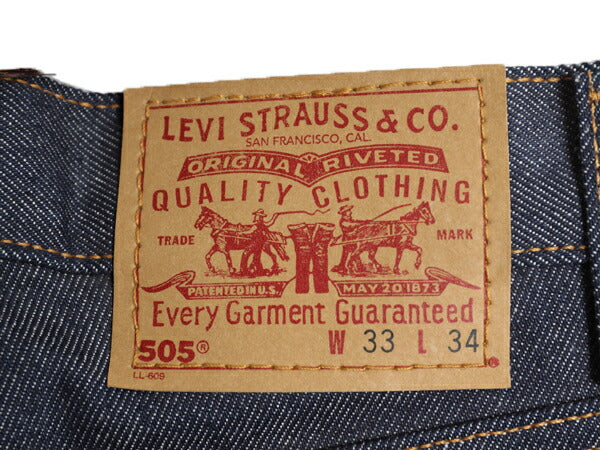 LEVI STRAUSS & CO.
SAN FRANCISCO, CAL.
ORIGINAL RIVETED
QUALITY CLOTHING
TRADE MARK
PATENTED IN U.S. MAY 20 1873
Every Garment Guaranteed
505® W 33 L 34
LL-609 ®